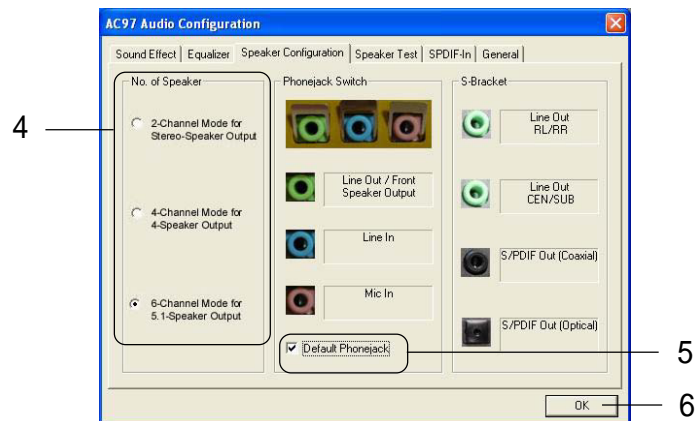 AC97 Audio Configuration
Sound Effect Equalizer Speaker Configuration Speaker Test SPDIF-In General
No. of Speaker
4
2-Channel Mode for
Stereo-Speaker Output
4-Channel Mode for
4-Speaker Output
6-Channel Mode for
5.1-Speaker Output
Phonejack Switch
Line Out / Front
Speaker Output
Line In
Mic In
Default Phonejack
5
S-Bracket
Line Out
RL/RR
Line Out
CEN/SUB
S/PDIF Out (Coaxial)
S/PDIF Out (Optical)
OK
6